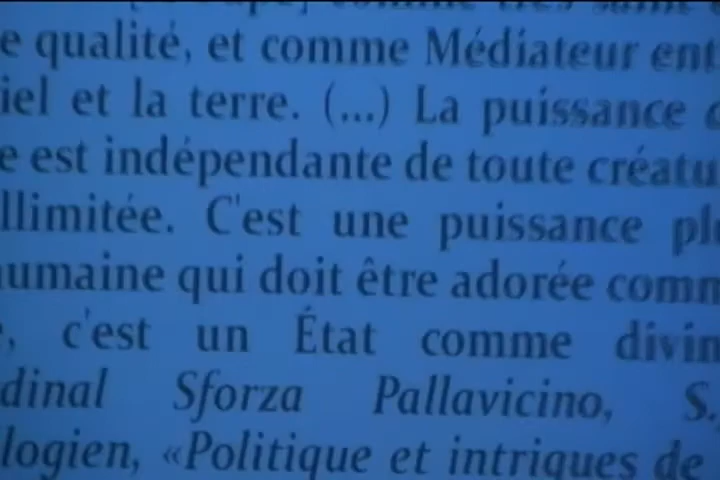 e qualité, et comme Médiateur ent
iel et la terre. (...) La puissance
e est indépendante de toute créatu
llimitée. C'est une puissance pl
umaine qui doit être adorée comm
, c'est un État comme divin
dinal Sforza Pallavicino, S.
logien, «Politique et intrigues de